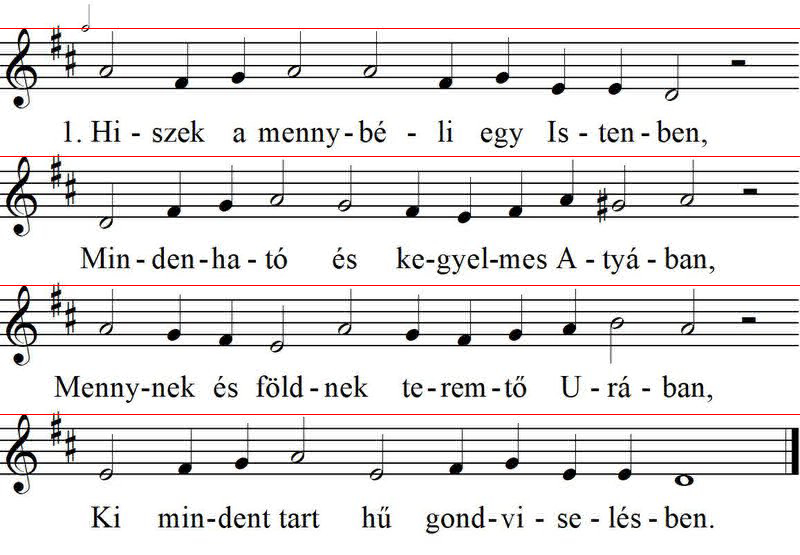 1. Hi - szek a menny-bé - li egy Is - ten - ben,
Min - den - ha - tó és ke-gyel-mes A - tyá - ban,
Menny-nek és föld - nek te - rem - tő U - rá - ban,
Ki min-dent tart hű gond - vi - se - lés - ben.